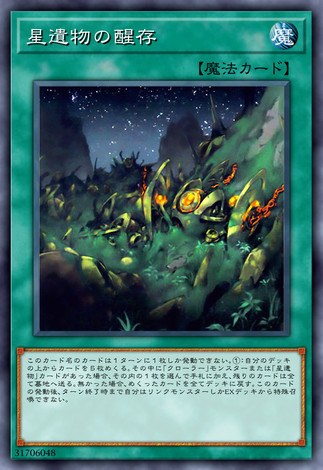 星遺物の醒存
魔
【魔法カード】
このカード名のカードは1ターンに1枚しか発動できない。①:自分のデッキ
の上からカードを5枚めくる。その中に「クローラー」モンスターまたは「星遺
物」カードがあった場合、その内の1枚を選んで手札に加え、残りのカードは全
て墓地へ送る。無かった場合、めくったカードを全てデッキに戻す。このカード
の発動後、ターン終了時まで自分はリンクモンスターしかEXデッキから特殊召
喚できない。
31706048